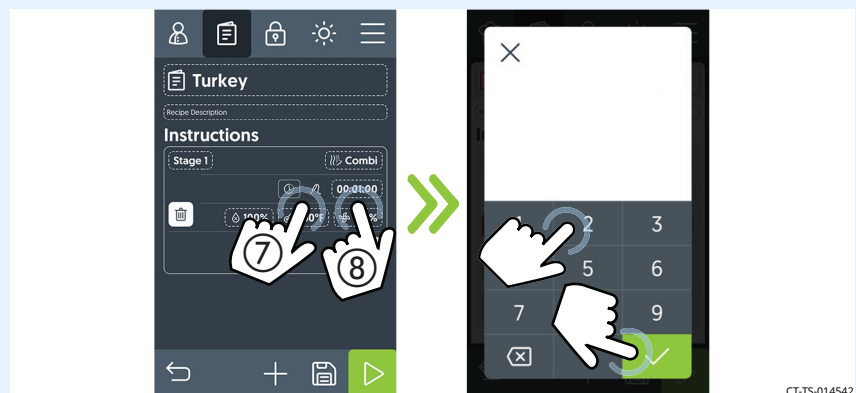 Turkey
Recipe Description
Instructions
Stage 1
Combi
00:01:00
100%
0°F
%
7
8
2
3
5
6
7
9
CT-TS-014542